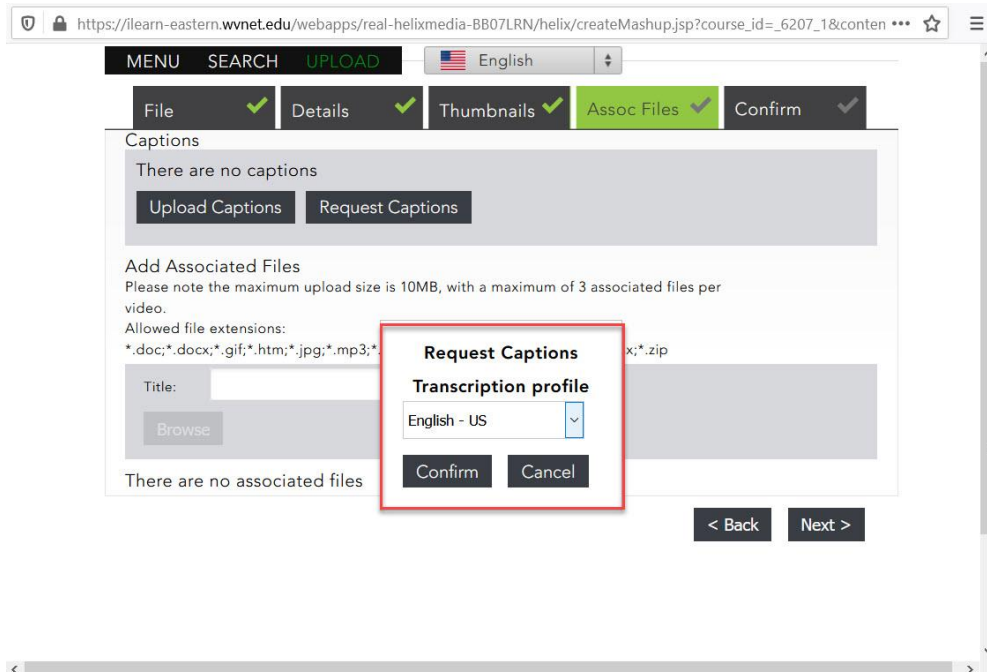 https://ilearn-eastern.wvnet.edu/webapps/real-helixmedia-BB07LRN/helix/createMashup.jsp?course_id=_6207_1&conten
MENU SEARCH UPLOAD English
File Details Thumbnails Assoc Files Confirm
Captions
There are no captions
Upload Captions Request Captions
Add Associated Files
Please note the maximum upload size is 10MB, with a maximum of 3 associated files per
video.
Allowed file extensions:
*.doc;*.docx;*.gif;*.htm;*.jpg;*.mp3;*. x;*.zip
Request Captions
Transcription profile
Title:
English - US
Browse
Confirm Cancel
There are no associated files
< Back Next >